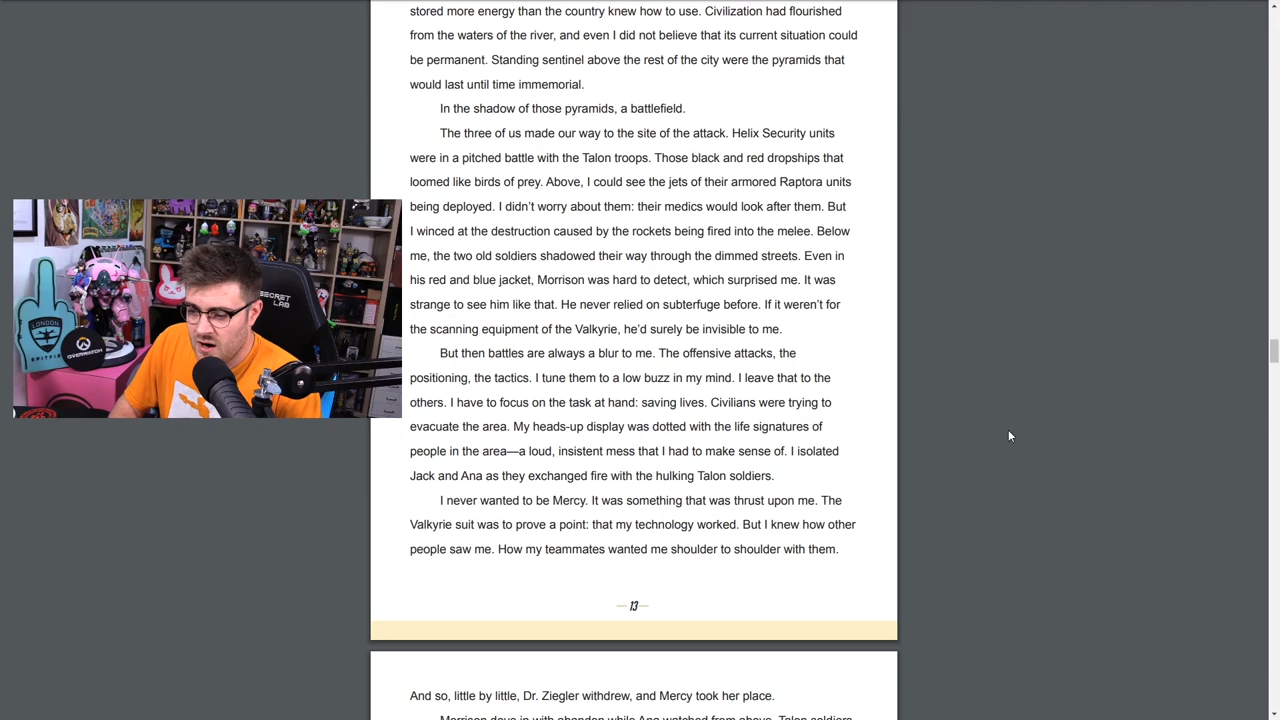 stored more energy than the country knew how to use. Civilization had flourished
from the waters of the river, and even I did not believe that its current situation could
be permanent. Standing sentinel above the rest of the city were the pyramids that
would last until time immemorial.
In the shadow of those pyramids, a battlefield.
The three of us made our way to the site of the attack. Helix Security units
were in a pitched battle with the Talon troops. Those black and red dropships that
loomed like birds of prey. Above, I could see the jets of their armored Raptora units
being deployed. I didn’t worry about them: their medics would look after them. But
I winced at the destruction caused by the rockets being fired into the melee. Below
me, the two old soldiers shadowed their way through the dimmed streets. Even in
his red and blue jacket, Morrison was hard to detect, which surprised me. It was
strange to see him like that. He never relied on subterfuge before. If it weren’t for
the scanning equipment of the Valkyrie, he’d surely be invisible to me.
But then battles are always a blur to me. The offensive attacks, the
positioning, the tactics. I tune them to a low buzz in my mind. I leave that to the
others. I have to focus on the task at hand: saving lives. Civilians were trying to
evacuate the area. My heads-up display was dotted with the life signatures of
people in the area—a loud, insistent mess that I had to make sense of. I isolated
Jack and Ana as they exchanged fire with the hulking Talon soldiers.
I never wanted to be Mercy. It was something that was thrust upon me. The
Valkyrie suit was to prove a point: that my technology worked. But I knew how other
people saw me. How my teammates wanted me shoulder to shoulder with them.
— 13 —
And so, little by little, Dr. Ziegler withdrew, and Mercy took her place.
Morrison dove in with abandon while Ana watched from above. Talon soldiers
SECRET
LAB
LONDON
SPITFIRE
OVERWATCH